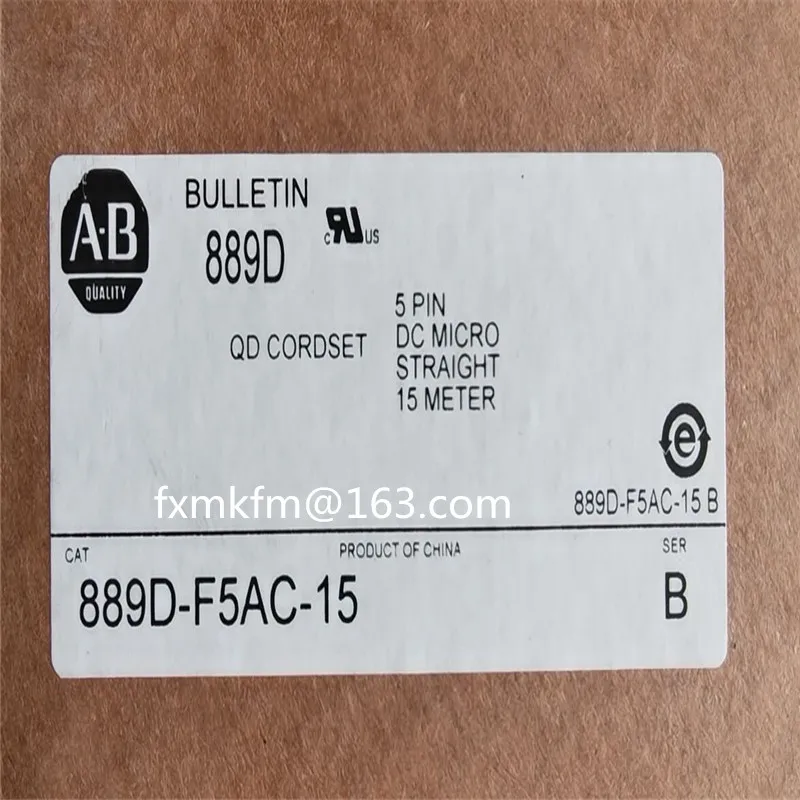 A-B
QUALITY
BULLETIN
889D
c RU US
QD CORDSET
5 PIN
DC MICRO
STRAIGHT
15 METER
e
fxmkfm@163.com
889D-F5AC-15 B
CAT
PRODUCT OF CHINA
SER
889D-F5AC-15
B